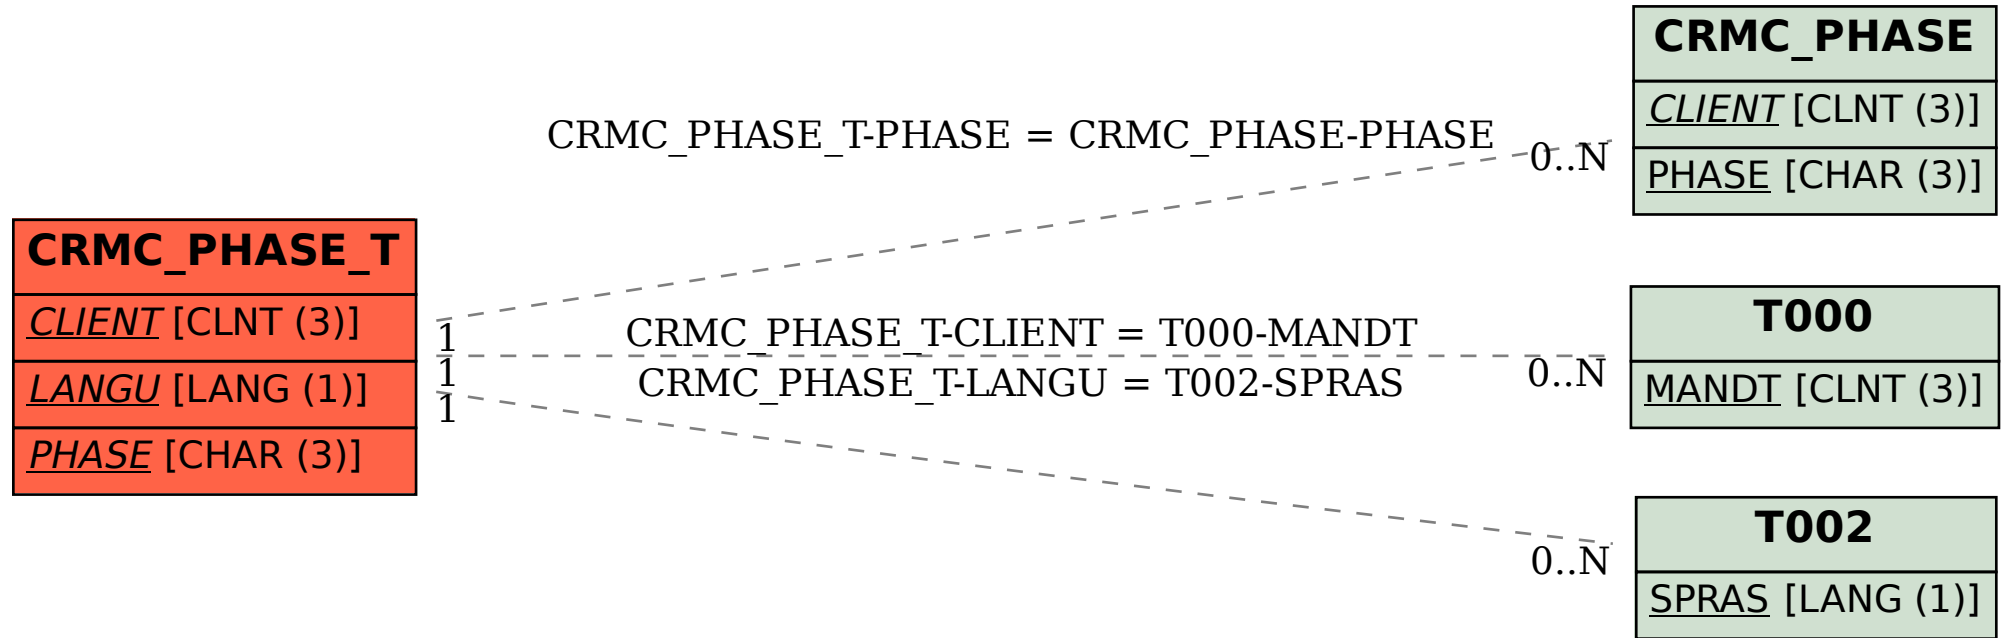 CRMC_PHASE_T
CLIENT [CLNT (3)]
LANGU [LANG (1)]
PHASE [CHAR (3)]
CRMC_PHASE_T-PHASE = CRMC_PHASE-PHASE
1
0..N
CRMC_PHASE_T-CLIENT = T000-MANDT
1
0..N
CRMC_PHASE_T-LANGU = T002-SPRAS
1
0..N
CRMC_PHASE
CLIENT [CLNT (3)]
PHASE [CHAR (3)]
T000
MANDT [CLNT (3)]
T002
SPRAS [LANG (1)]